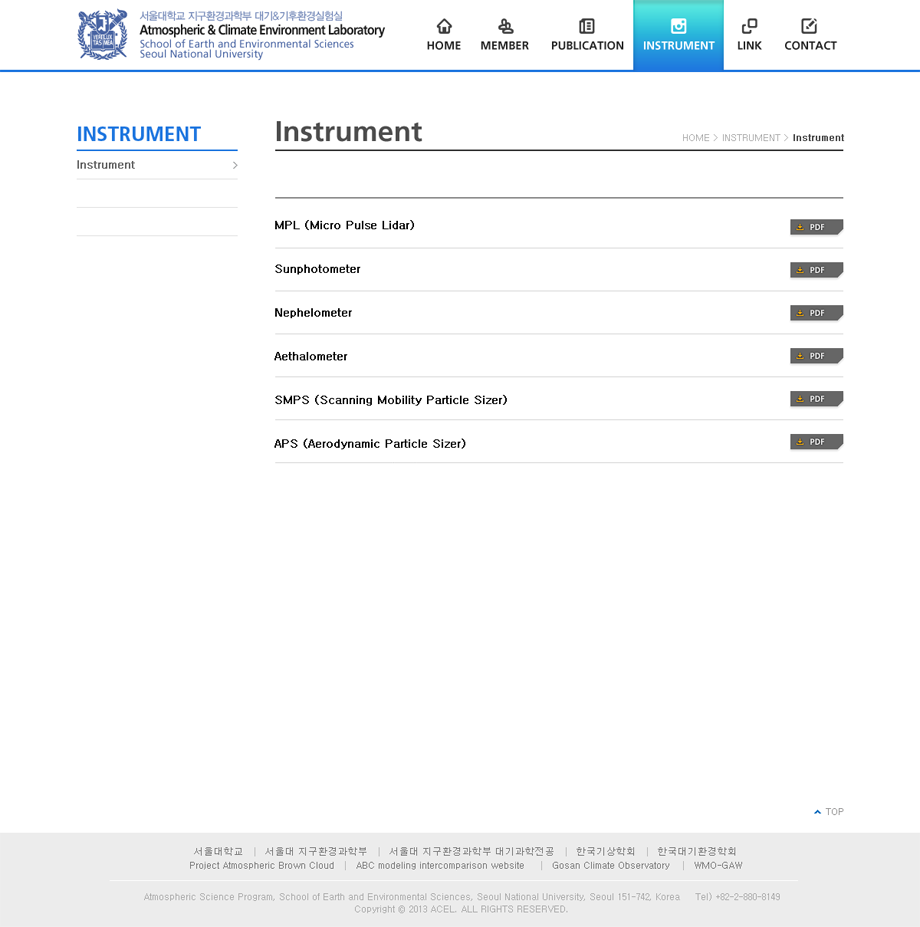 서울대학교 지구환경과학부 대기&기후환경실험실
Atmospheric & Climate Environment Laboratory
School of Earth and Environmental Sciences
Seoul National University
HOME
MEMBER
PUBLICATION
INSTRUMENT
LINK
CONTACT
INSTRUMENT
Instrument
Instrument
HOME > INSTRUMENT > Instrument
MPL (Micro Pulse Lidar)
PDF
Sunphotometer
PDF
Nephelometer
PDF
Aethalometer
PDF
SMPS (Scanning Mobility Particle Sizer)
PDF
APS (Aerodynamic Particle Sizer)
PDF
TOP
서울대학교 | 서울대 지구환경과학부 | 서울대 지구환경과학부 대기과학전공 | 한국기상학회 | 한국대기환경학회
Project Atmospheric Brown Cloud | ABC modeling intercomparison website | Gosan Climate Observatory | WMO-GAW
Atmospheric Science Program, School of Earth and Environmental Sciences, Seoul National University, Seoul 151-742, Korea Tel) +82-2-880-8149
Copyright © 2013 ACEL. ALL RIGHTS RESERVED.